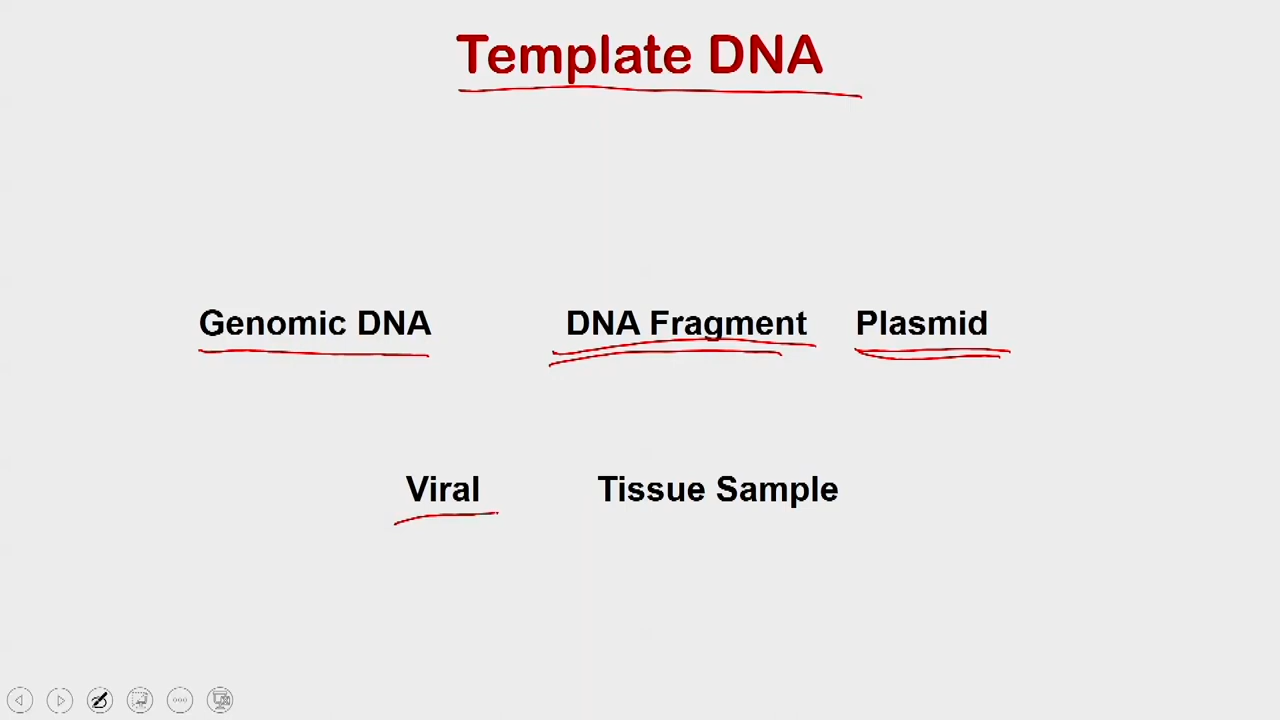 Template DNA
Genomic DNA DNA Fragment Plasmid
Viral Tissue Sample